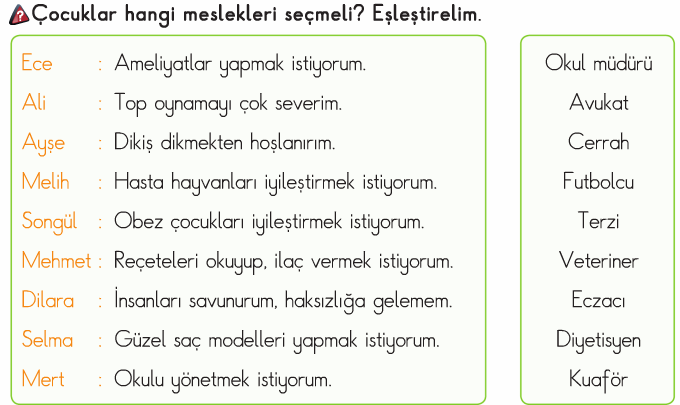 Çocuklar hangi meslekleri seçmeli? Eşleştirelim.
Ece : Ameliyatlar yapmak istiyorum.
Ali : Top oynamayı çok severim.
Ayşe : Dikiş dikmekten hoşlanırım.
Melih : Hasta hayvanları iyileştirmek istiyorum.
Songül : Obez çocukları iyileştirmek istiyorum.
Mehmet : Reçeteleri okuyup, ilaç vermek istiyorum.
Dilara : İnsanları savunurum, haksızlığa gelemem.
Selma : Güzel saç modelleri yapmak istiyorum.
Mert : Okulu yönetmek istiyorum.
Okul müdürü
Avukat
Cerrah
Futbolcu
Terzi
Veteriner
Eczacı
Diyetisyen
Kuaför